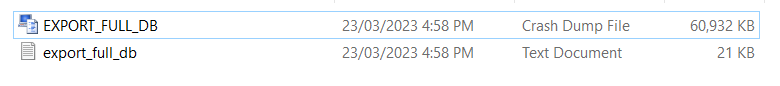 EXPORT_FULL_DB 23/03/2023 4:58 PM Crash Dump File 60,932 KB
export_full_db 23/03/2023 4:58 PM Text Document 21 KB